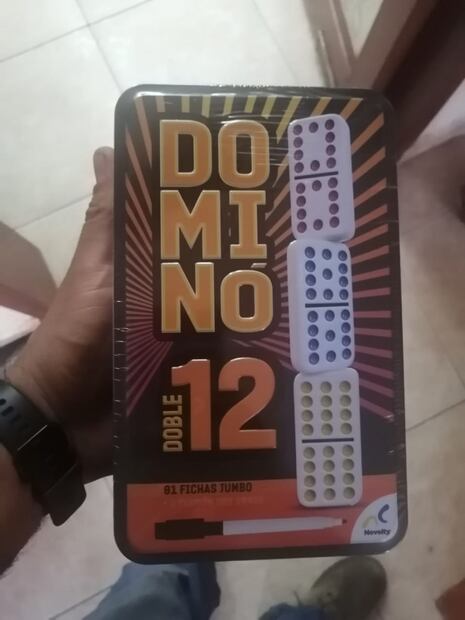 DO
MI
NÓ
DOBLE 12
91 FICHAS JUMBO
Novelty